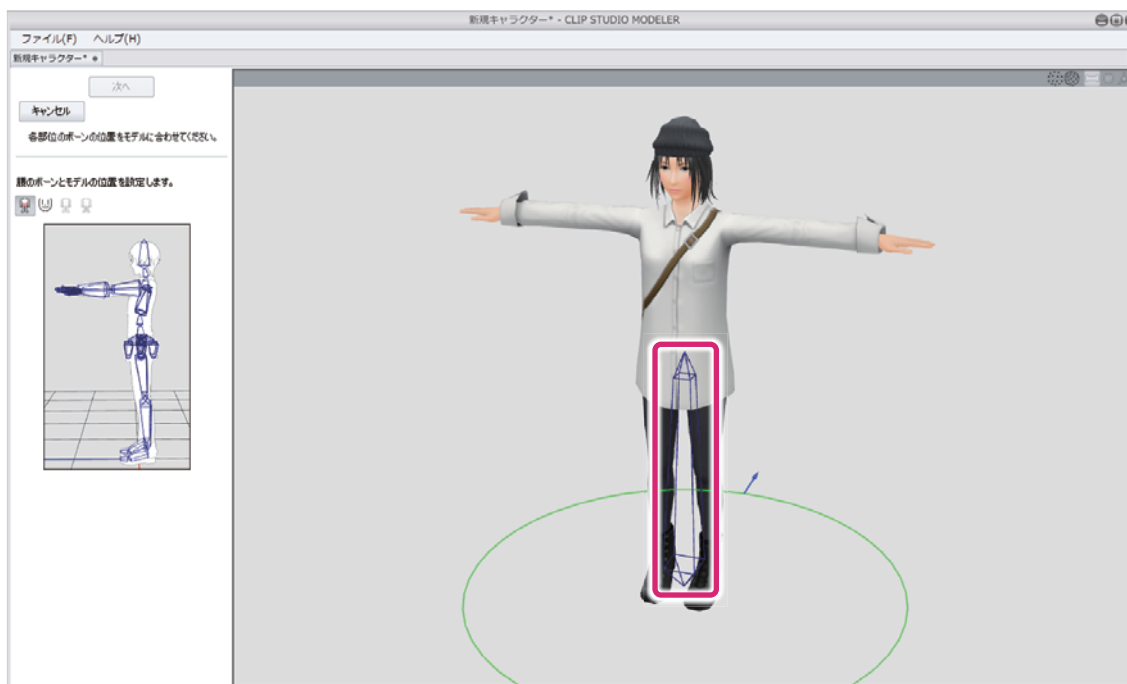 新規キャラクター* - CLIP STUDIO MODELER
ファイル(F) ヘルプ(H)
新規キャラクター*
次へ
キャンセル
各部位のボーンの位置をモデルに合わせてください。
腰のボーンとモデルの位置を設定します。